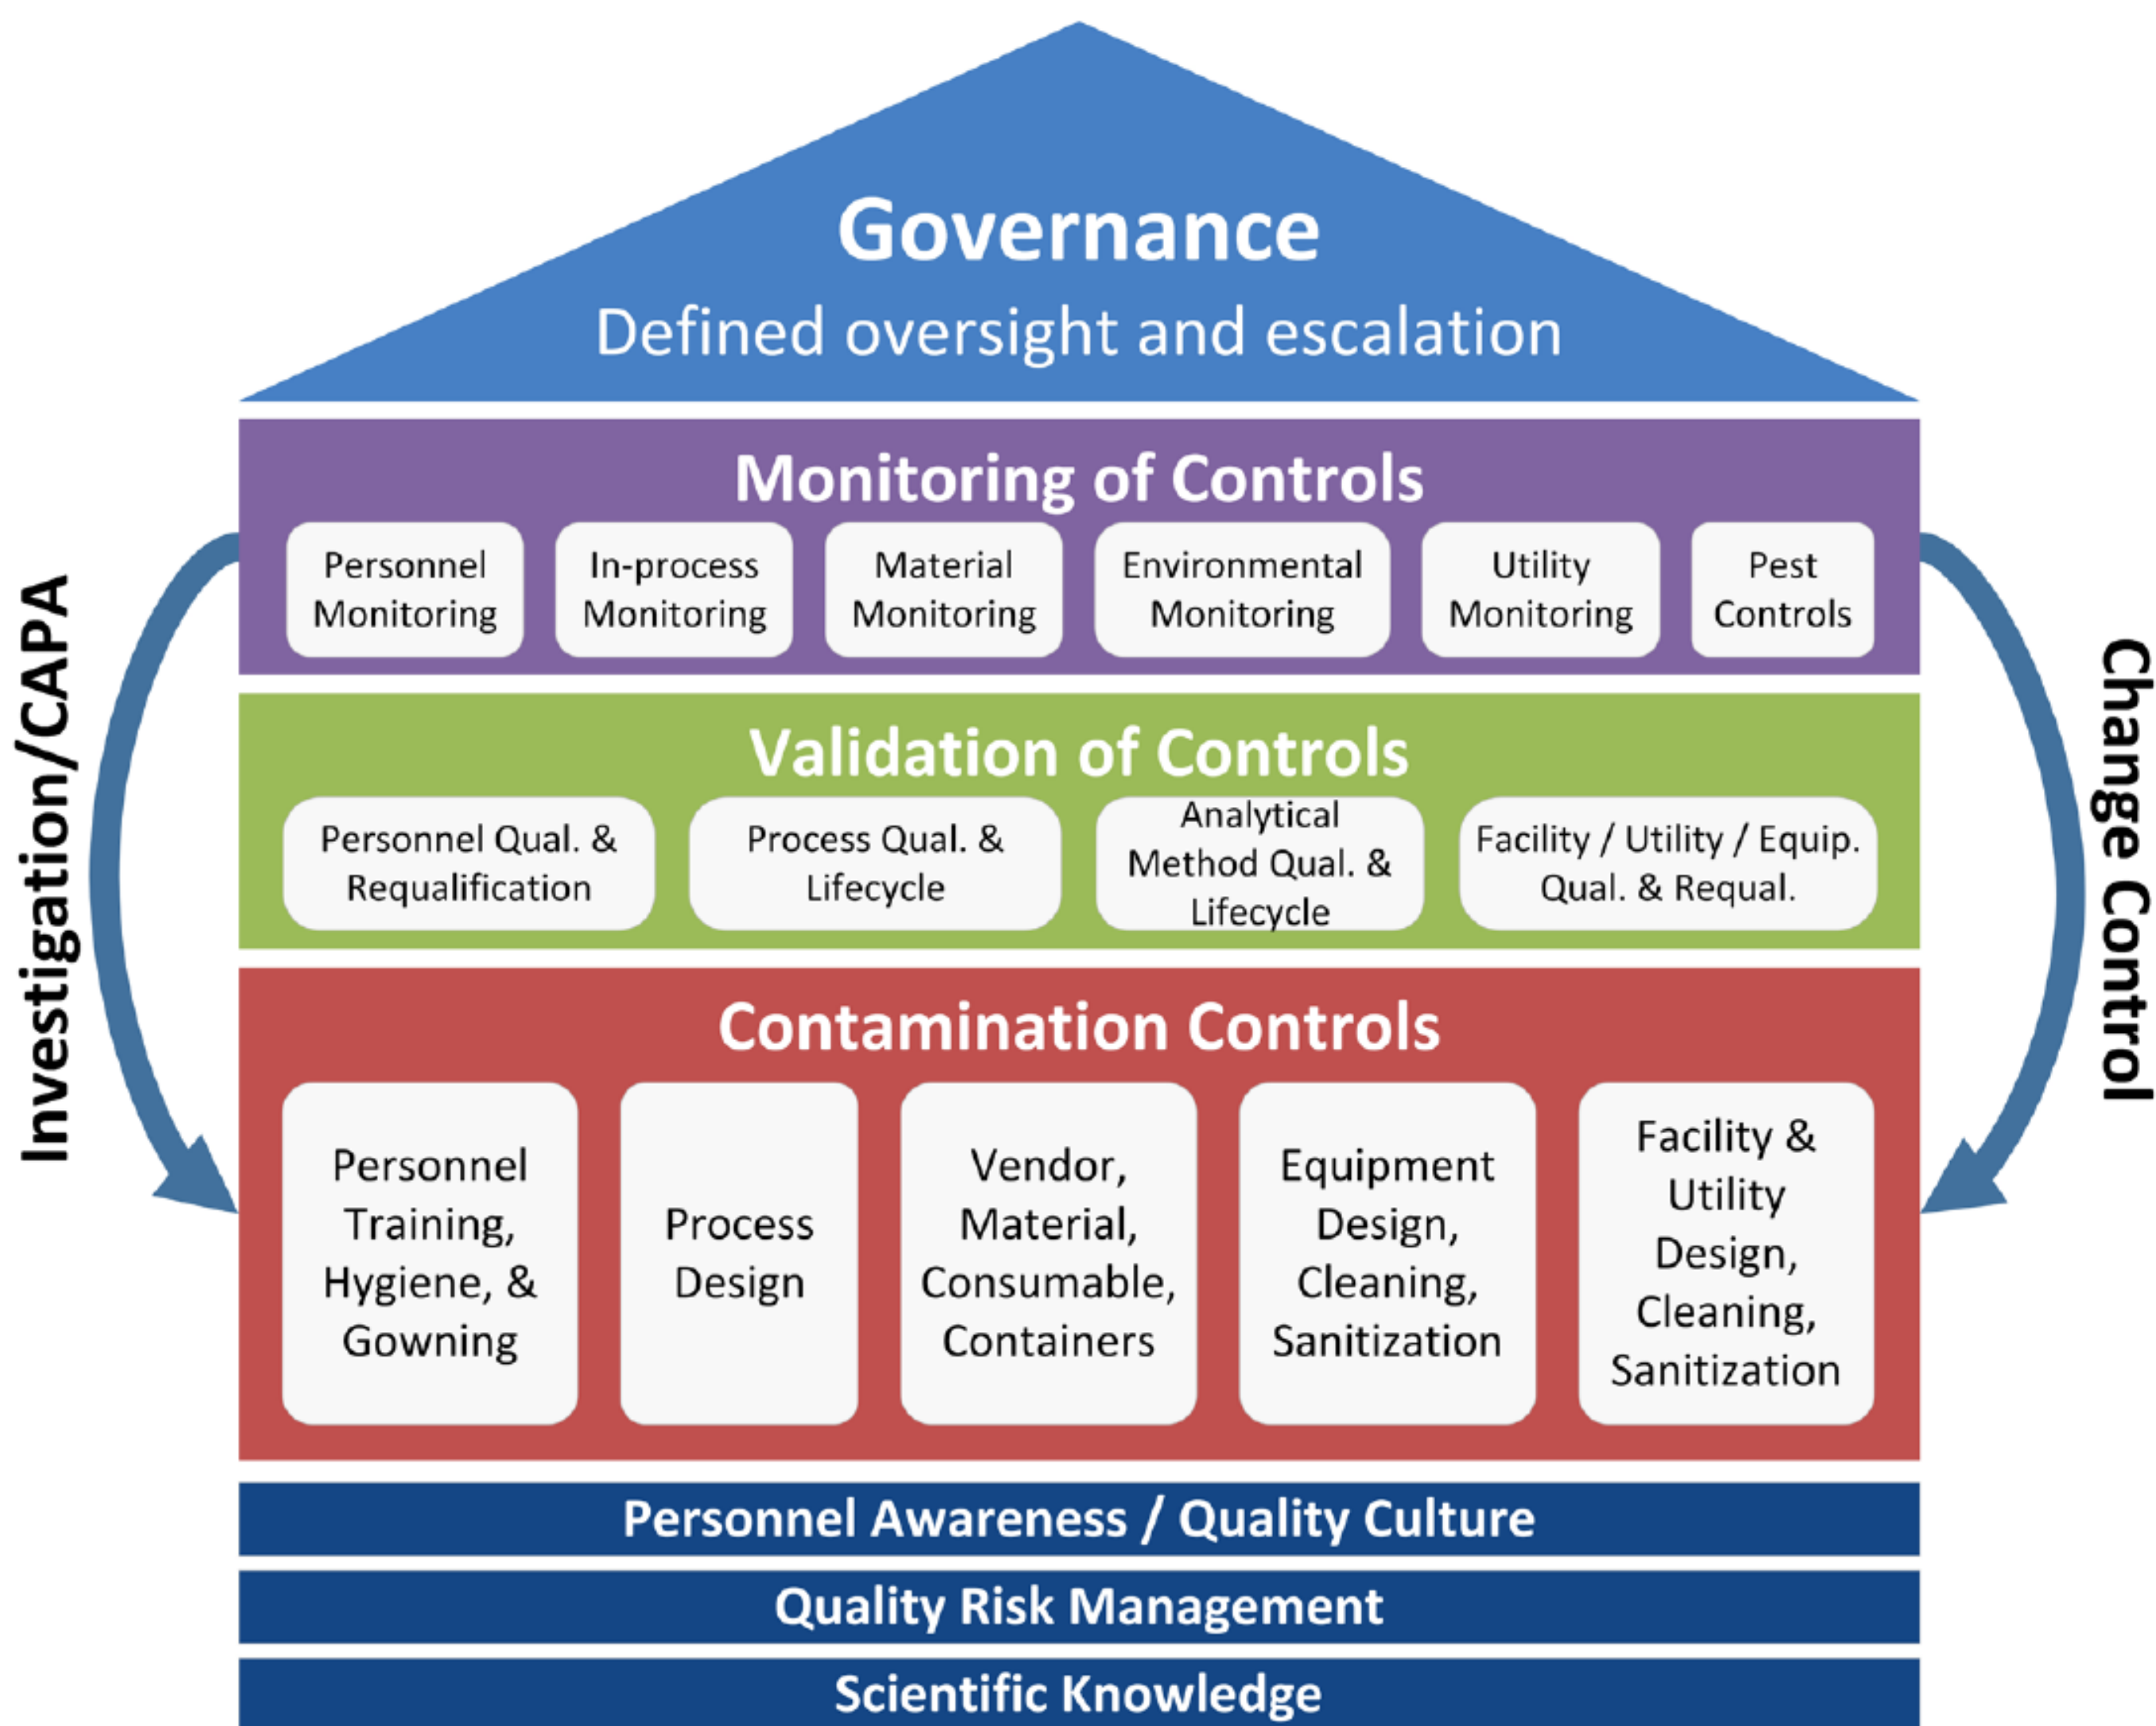 Governance
Defined oversight and escalation
Monitoring of Controls
Personnel
Monitoring
In-process
Monitoring
Material
Monitoring
Environmental
Monitoring
Utility
Monitoring
Pest
Controls
Validation of Controls
Personnel Qual. &
Requalification
Process Qual. &
Lifecycle
Analytical
Method Qual. &
Lifecycle
Facility / Utility / Equip.
Qual. & Requal.
Contamination Controls
Personnel
Training,
Hygiene, &
Gowning
Process
Design
Vendor,
Material,
Consumable,
Containers
Equipment
Design,
Cleaning,
Sanitization
Facility &
Utility
Design,
Cleaning,
Sanitization
Personnel Awareness / Quality Culture
Quality Risk Management
Scientific Knowledge
Investigation/CAPA
Change Control